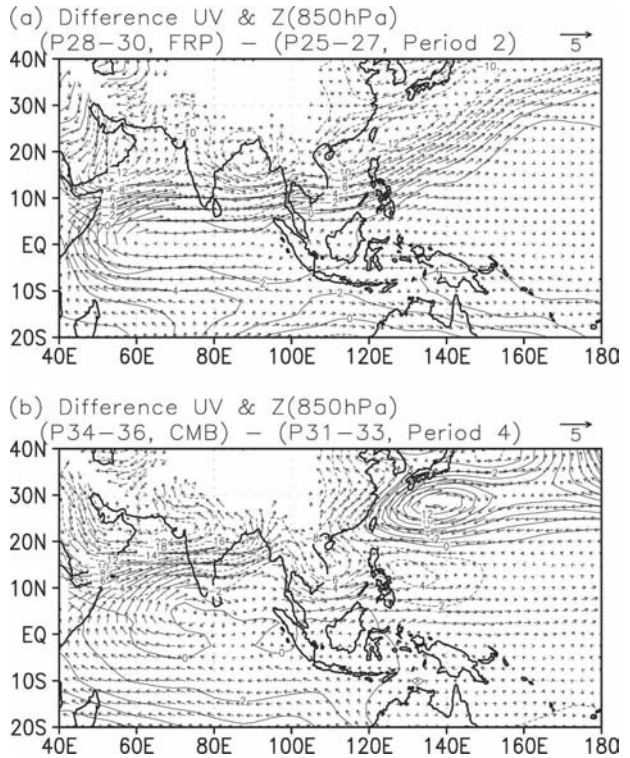 (a) Difference UV & Z(850hPa)
(P28–30, FRP) – (P25–27, Period 2)
5
40N
30N
20N
10N
EQ
10S
20S
40E 60E 80E 100E 120E 140E 160E 180
(b) Difference UV & Z(850hPa)
(P34–36, CMB) – (P31–33, Period 4)
5
40N
30N
20N
10N
EQ
10S
20S
40E 60E 80E 100E 120E 140E 160E 180